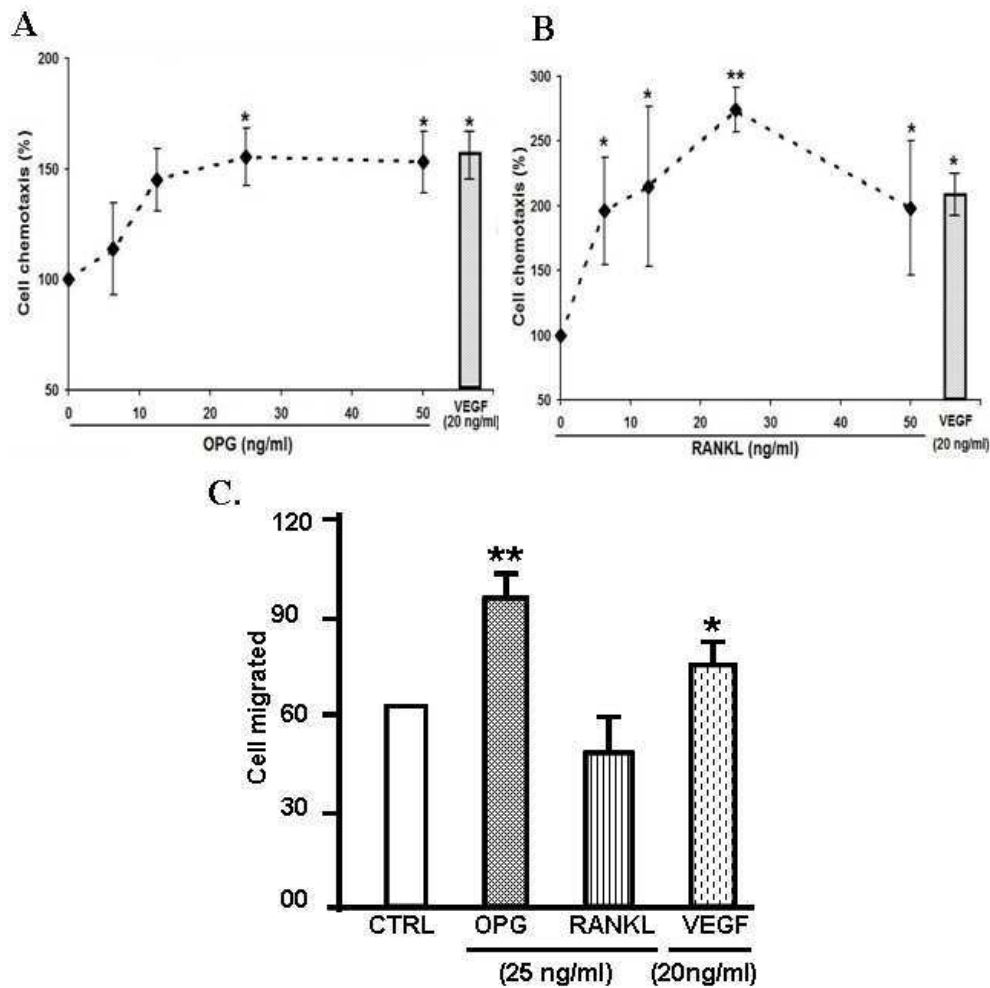 A
200
150
100
50
Cell chemotaxis (%)
*
*
*
0 10 20 30 40 50 VEGF
(20 ng/ml)
OPG (ng/ml)
B
300
250
200
150
100
50
Cell chemotaxis (%)
*
*
**
*
*
0 10 20 30 40 50 VEGF
(20 ng/ml)
RANKL (ng/ml)
C.
120
90
60
30
00
Cell migrated
**
*
CTRL OPG RANKL VEGF
(25 ng/ml) (20ng/ml)